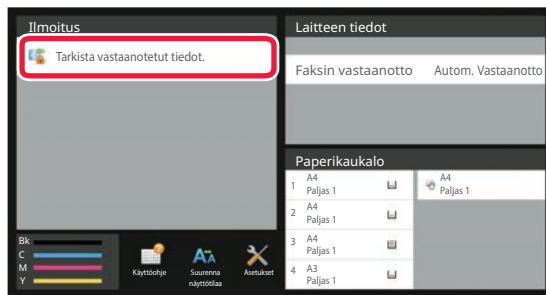 Ilmoitus
Tarkista vastaanotetut tiedot.
Laitteen tiedot
Faksin vastaanotto Autom. Vastaanotto
Paperikaukalo
1 A4
Paljas 1
A4
Paljas 1
2 A4
Paljas 1
3 A4
Paljas 1
4 A3
Paljas 1
Bk
C
M
Y
Käyttöohje
Suurenna
näyttötilaa
Asetukset